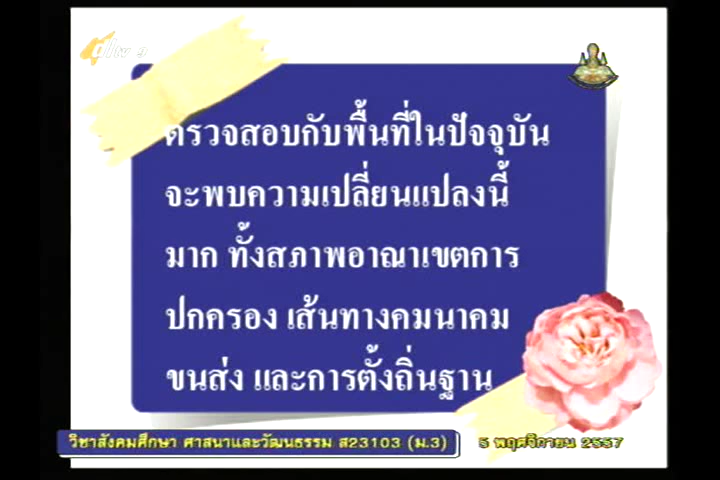 ตรวจสอบกับพื้นที่ในปัจจุบัน
จะพบความเปลี่ยนแปลงนี้
มาก ทั้งสภาพอาณาเขตการ
ปกครอง เส้นทางคมนาคม
ขนส่ง และการตั้งถิ่นฐาน
วิชาสังคมศึกษา ศาสนาและวัฒนธรรม ส23103 (ม.3)
5 พฤศจิกายน 2557